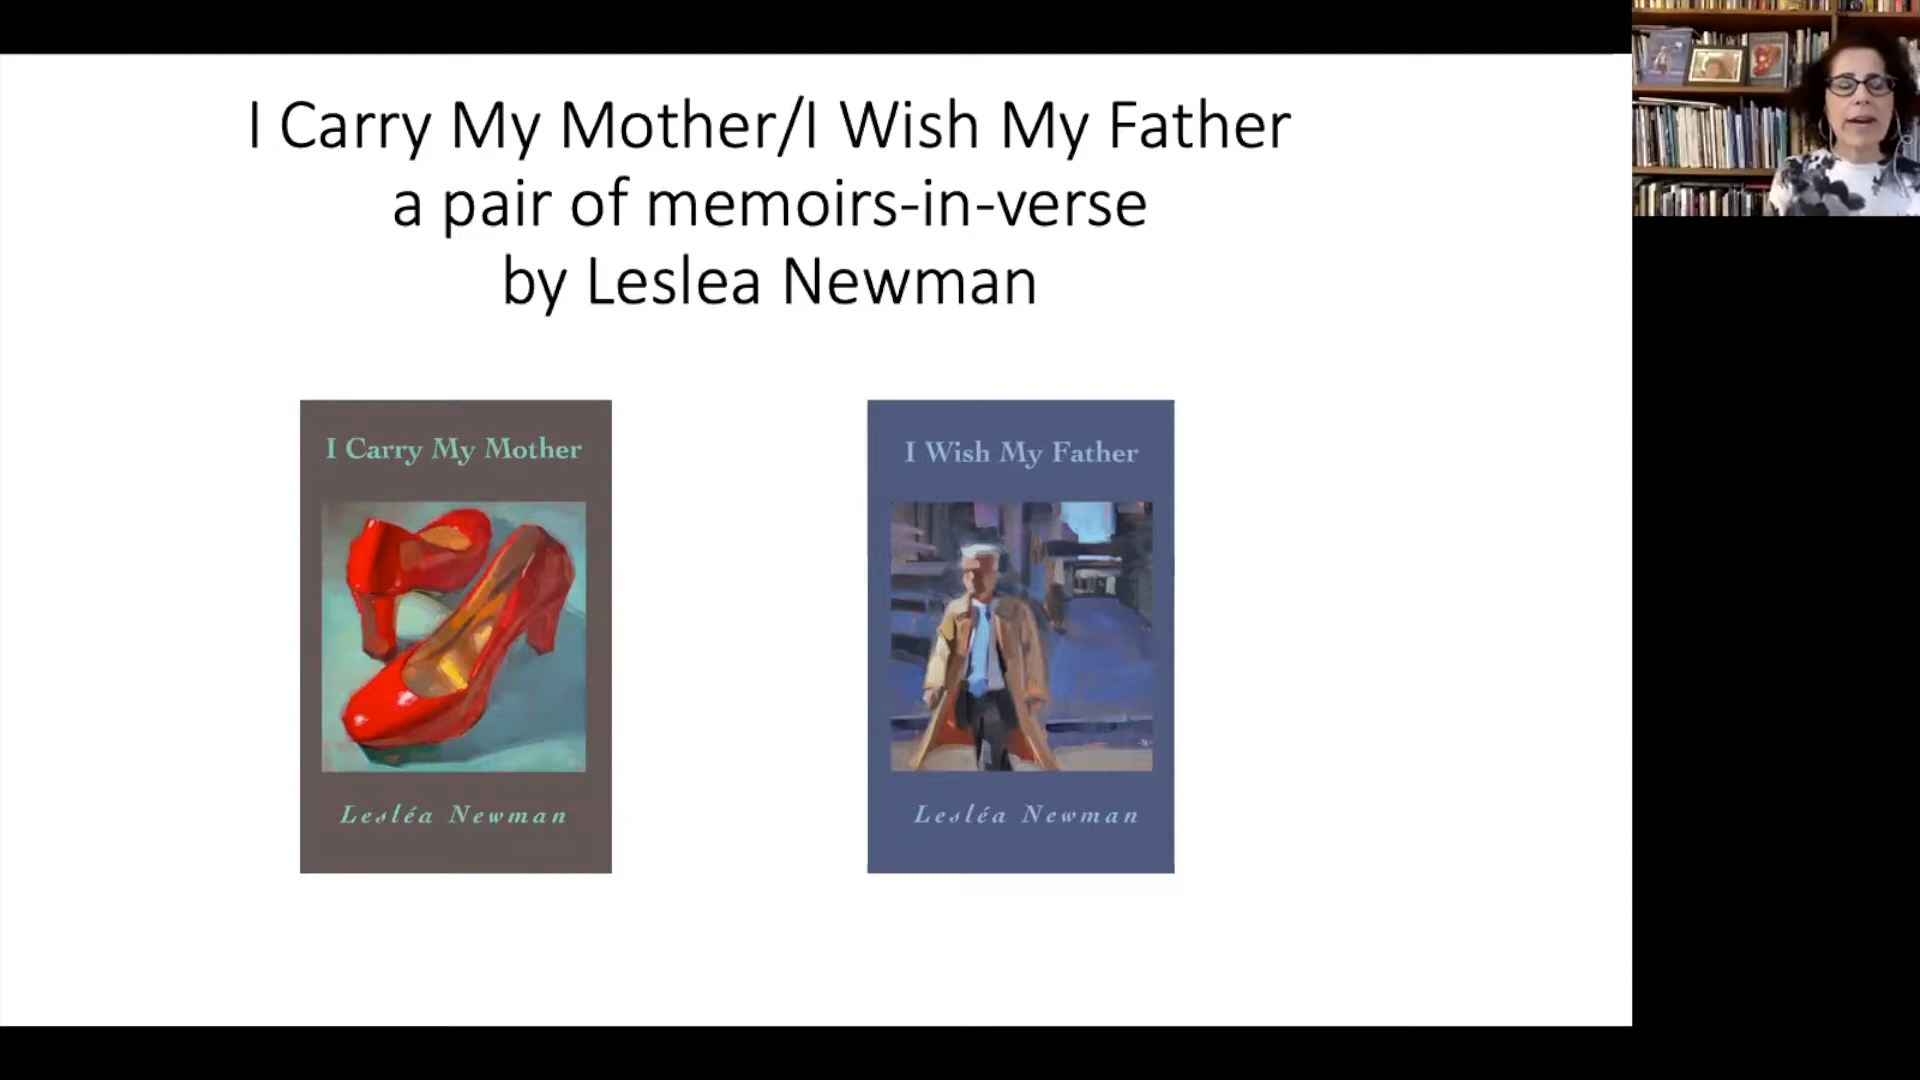 I Carry My Mother/I Wish My Father
a pair of memoirs-in-verse
by Leslea Newman
I Carry My Mother
Lesléa Newman
I Wish My Father
Lesléa Newman